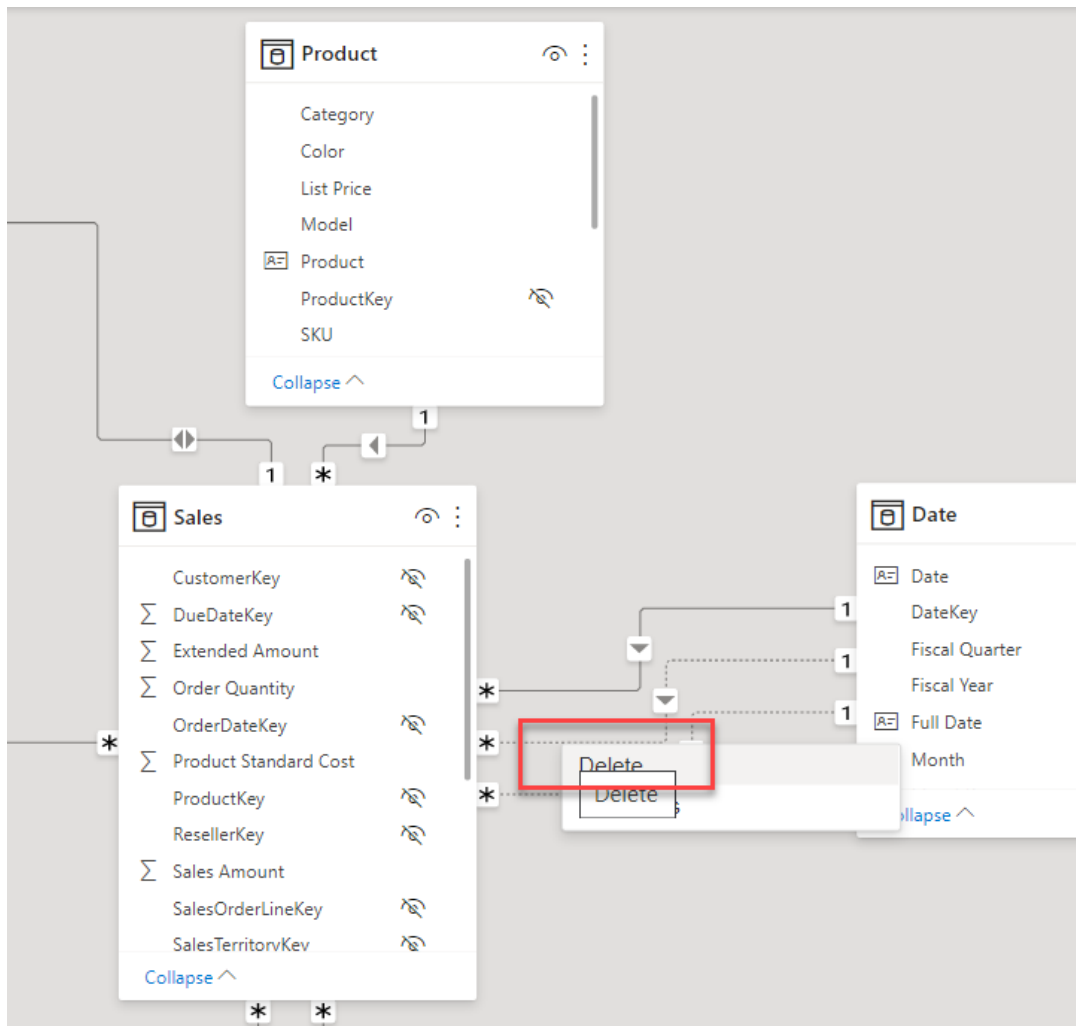 Product
Category
Color
List Price
Model
Product
ProductKey
SKU
Collapse
1
1 *
Sales
CustomerKey
DueDateKey
Extended Amount
Order Quantity
OrderDateKey
Product Standard Cost
ProductKey
ResellerKey
Sales Amount
SalesOrderLineKey
SalesTerritoryKey
Collapse
*
*
*
*
* *
1
1
1
Delete
Delete
s
Date
Date
DateKey
Fiscal Quarter
Fiscal Year
Full Date
Month
ollapse